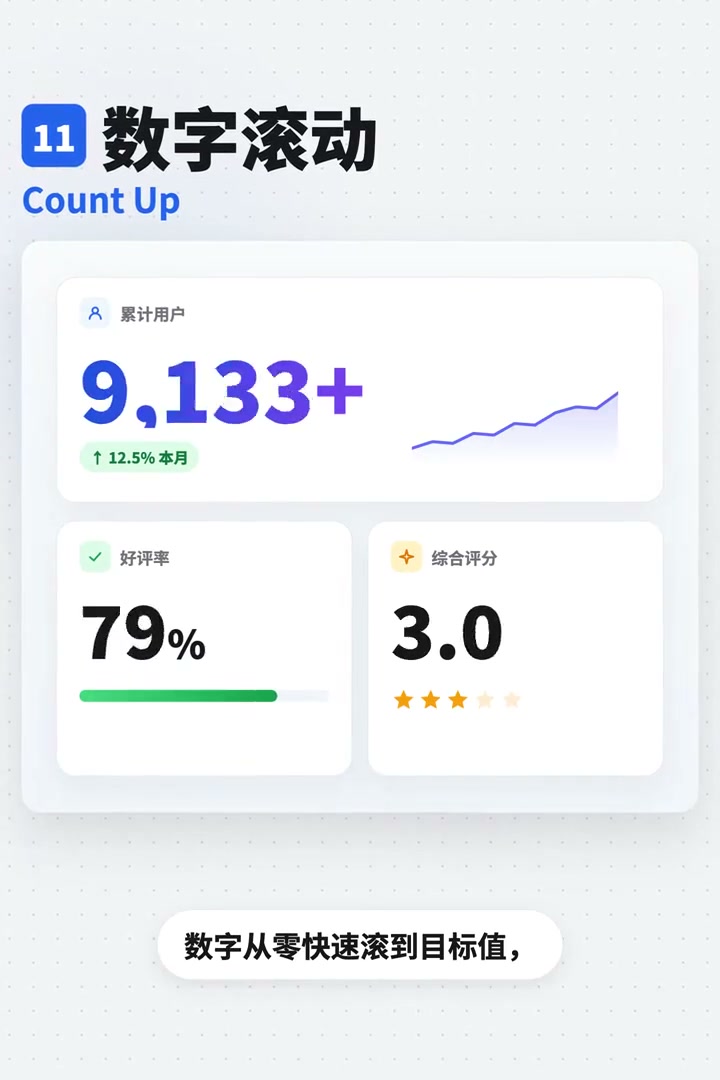 11 数字滚动
Count Up
累计用户
9,133+
↑ 12.5% 本月
好评率
79%
综合评分
3.0
数字从零快速滚到目标值，